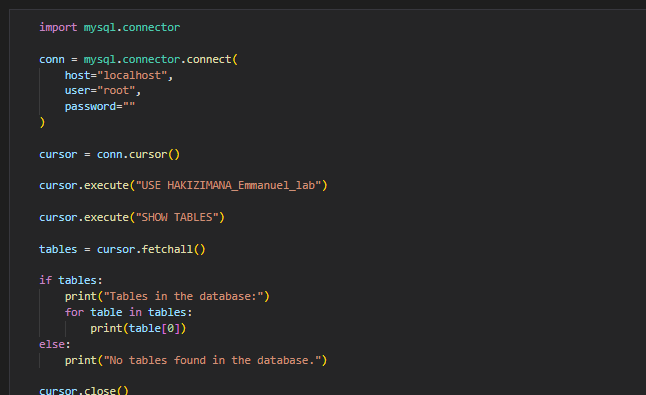 import mysql.connector
conn = mysql.connector.connect(
    host="localhost",
    user="root",
    password=""
)
cursor = conn.cursor()
cursor.execute("USE HAKIZIMANA_Emmanuel_lab")
cursor.execute("SHOW TABLES")
tables = cursor.fetchall()
if tables:
    print("Tables in the database:")
    for table in tables:
        print(table[0])
else:
    print("No tables found in the database.")
cursor.close()